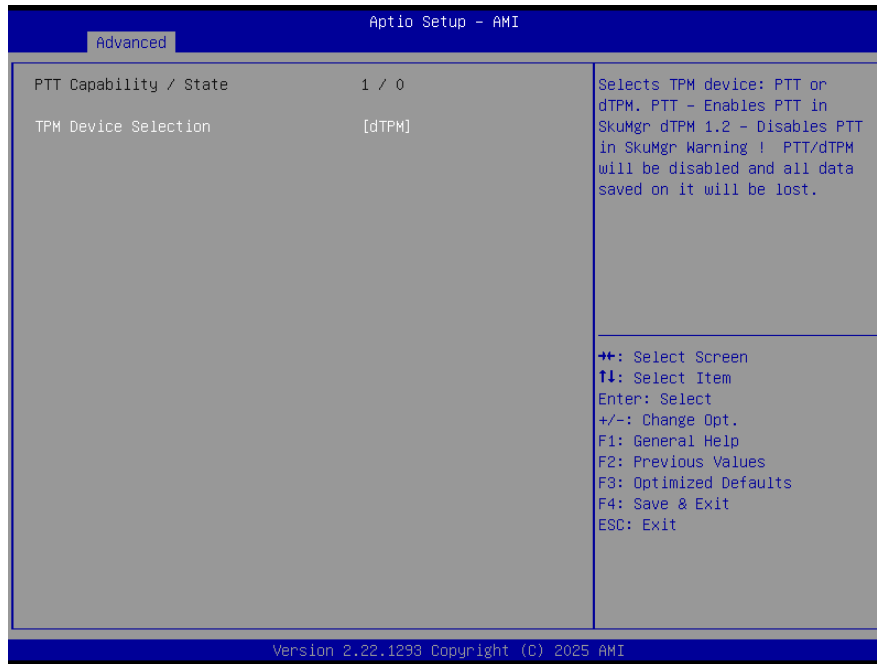 Aptio Setup – AMI
Advanced
PTT Capability / State 1 / 0
TPM Device Selection [dTPM]
Selects TPM device: PTT or
dTPM. PTT – Enables PTT in
SkuMgr dTPM 1.2 – Disables PTT
in SkuMgr Warning ! PTT/dTPM
will be disabled and all data
saved on it will be lost.
→←: Select Screen
↑↓: Select Item
Enter: Select
+/-: Change Opt.
F1: General Help
F2: Previous Values
F3: Optimized Defaults
F4: Save & Exit
ESC: Exit
Version 2.22.1293 Copyright (C) 2025 AMI